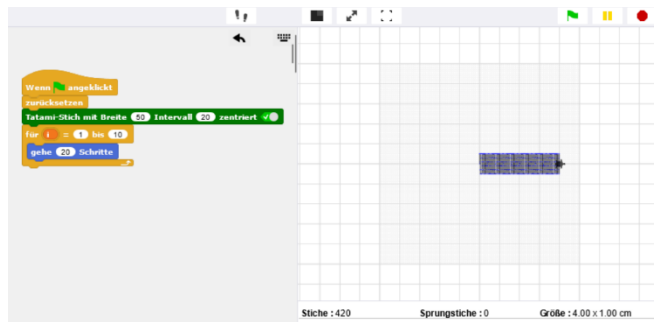 Wenn angeklickt
zurücksetzen
Tatami-Stich mit Breite 50 Intervall 20 zentriert
für i = 1 bis 10
gehe 20 Schritte
Stiche : 420 Sprungstiche : 0 Größe : 4.00 x 1.00 cm